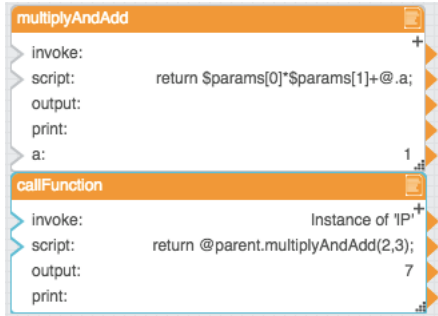 multiplyAndAdd
invoke:
script: return $params[0]*$params[1]+@.a;
output:
print:
a: 1
callFunction
invoke: Instance of 'IP'
script: return @parent.multiplyAndAdd(2,3);
output: 7
print: